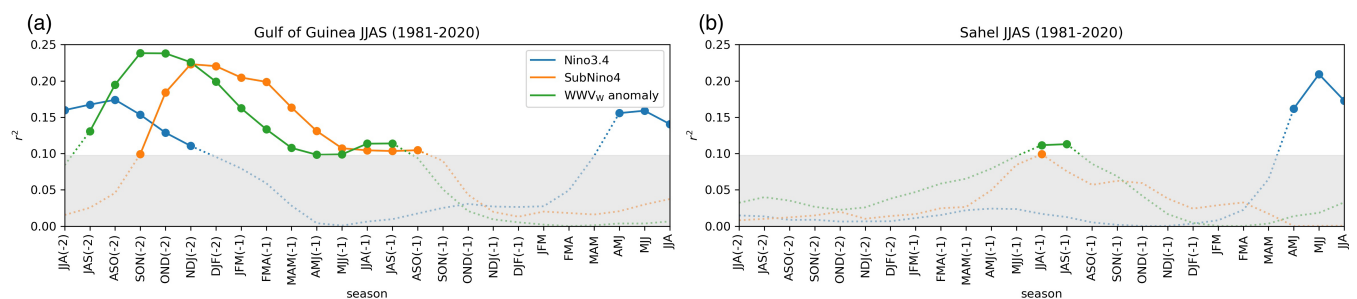 (a)
Gulf of Guinea JJAS (1981-2020)
0.25
0.20
0.15
0.10
0.05
0.00
r²
Nino3.4
SubNino4
WWV_W anomaly
JJA(-2)
JAS(-2)
ASO(-2)
SON(-2)
OND(-2)
NDJ(-2)
DJF(-2)
JFM(-1)
FMA(-1)
MAM(-1)
AMJ(-1)
MJJ(-1)
JJA(-1)
JAS(-1)
ASO(-1)
SON(-1)
OND(-1)
NDJ(-1)
DJF(-1)
JFM
FMA
MAM
AMJ
MJJ
JJA
season
(b)
Sahel JJAS (1981-2020)
0.25
0.20
0.15
0.10
0.05
0.00
r²
JJA(-2)
JAS(-2)
ASO(-2)
SON(-2)
OND(-2)
NDJ(-2)
DJF(-2)
JFM(-1)
FMA(-1)
MAM(-1)
AMJ(-1)
MJJ(-1)
JJA(-1)
JAS(-1)
ASO(-1)
SON(-1)
OND(-1)
NDJ(-1)
DJF(-1)
JFM
FMA
MAM
AMJ
MJJ
JJA
season